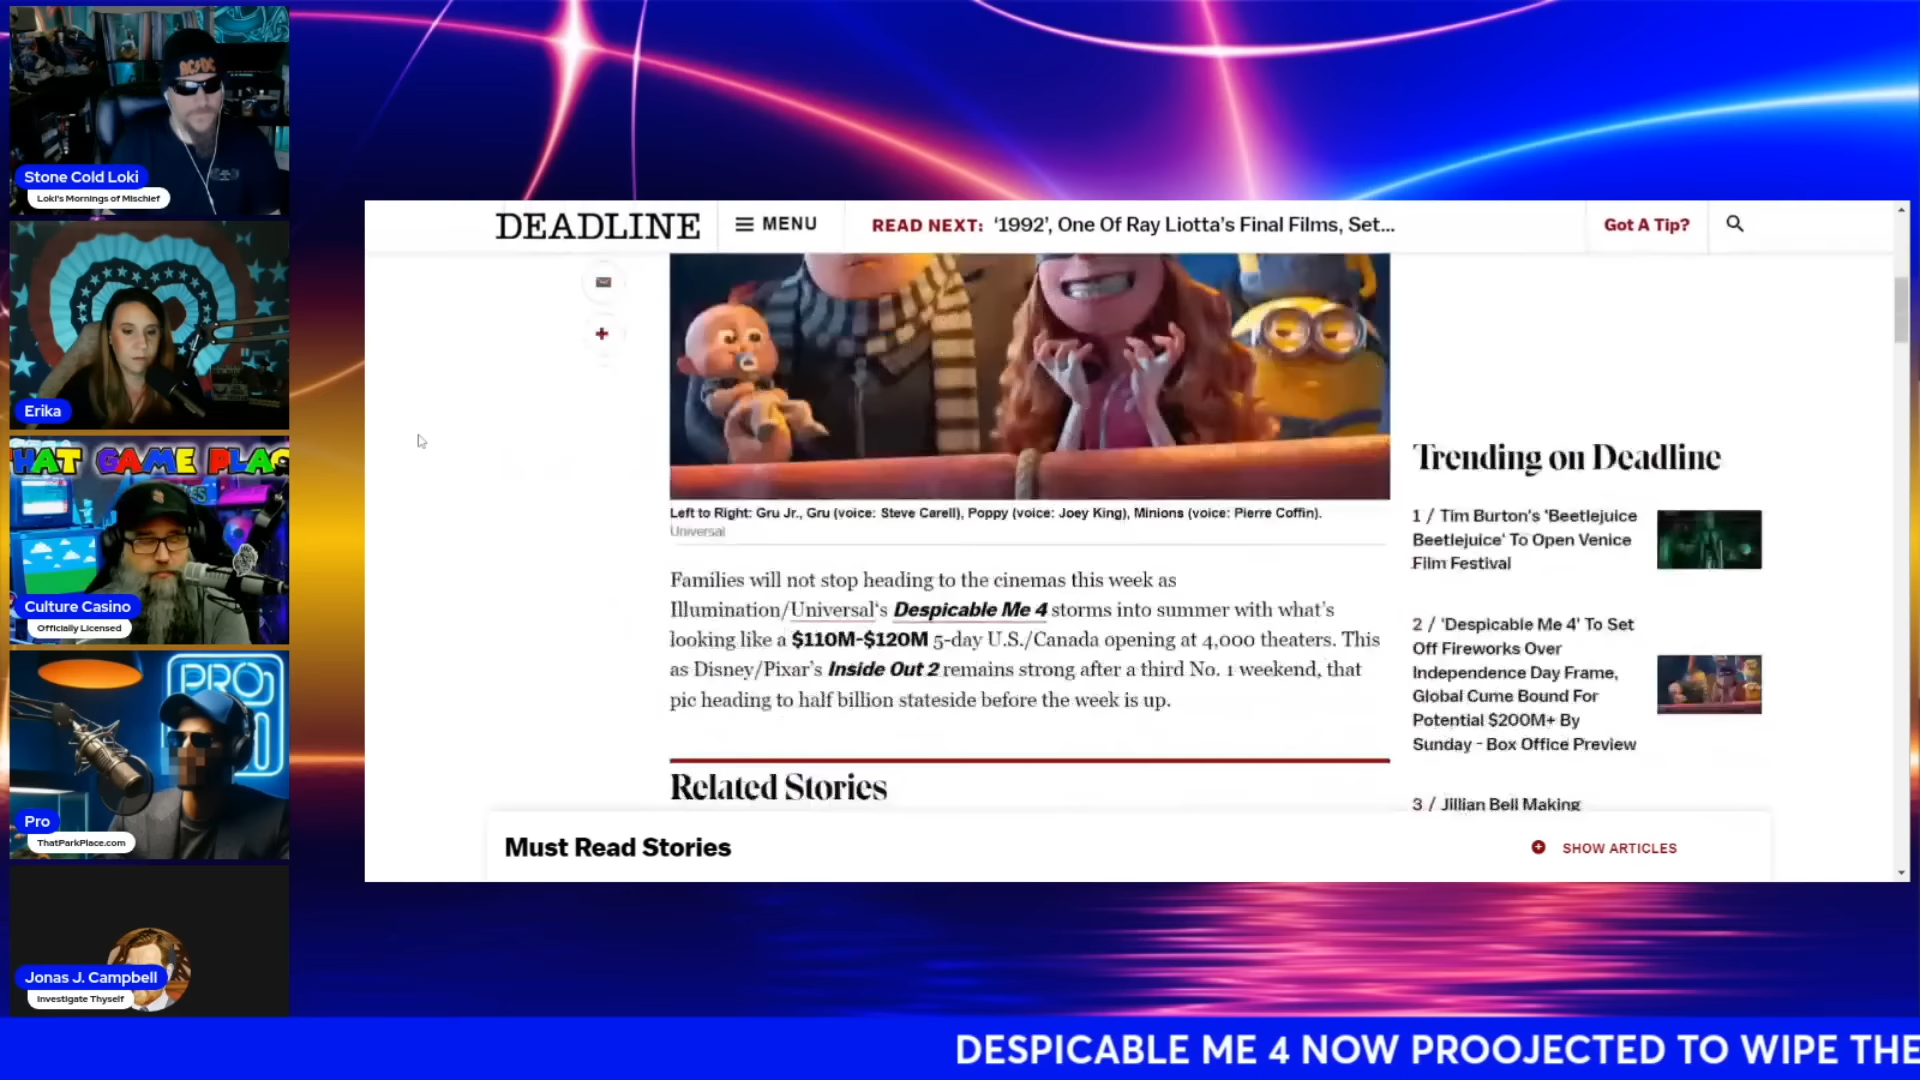 AC/DC
Stone Cold Loki
Loki's Mornings of Mischief
Erika
HAT GAME PLAC
Culture Casino
Officially Licensed
PRO
Pro
ThatParkPlace.com
Jonas J. Campbell
Investigate Thyself
DEADLINE
MENU
READ NEXT: ‘1992’, One Of Ray Liotta’s Final Films, Set...
Got A Tip?
Left to Right: Gru Jr., Gru (voice: Steve Carell), Poppy (voice: Joey King), Minions (voice: Pierre Coffin).
Universal
Families will not stop heading to the cinemas this week as
Illumination/Universal‘s Despicable Me 4 storms into summer with what’s
looking like a $110M-$120M 5-day U.S./Canada opening at 4,000 theaters. This
as Disney/Pixar’s Inside Out 2 remains strong after a third No. 1 weekend, that
pic heading to half billion stateside before the week is up.
Related Stories
Trending on Deadline
1 / Tim Burton's 'Beetlejuice
Beetlejuice' To Open Venice
Film Festival
2 / 'Despicable Me 4' To Set
Off Fireworks Over
Independence Day Frame,
Global Cume Bound For
Potential $200M+ By
Sunday - Box Office Preview
3 / Jillian Bell Making
Must Read Stories
SHOW ARTICLES
DESPICABLE ME 4 NOW PROOJECTED TO WIPE THE